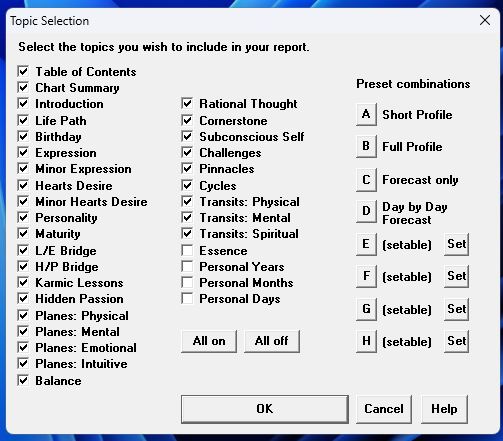 Topic Selection
Select the topics you wish to include in your report.
Table of Contents
Chart Summary
Introduction
Life Path
Birthday
Expression
Minor Expression
Hearts Desire
Minor Hearts Desire
Personality
Maturity
L/E Bridge
H/P Bridge
Karmic Lessons
Hidden Passion
Planes: Physical
Planes: Mental
Planes: Emotional
Planes: Intuitive
Balance
Rational Thought
Cornerstone
Subconscious Self
Challenges
Pinnacles
Cycles
Transits: Physical
Transits: Mental
Transits: Spiritual
Essence
Personal Years
Personal Months
Personal Days
All on All off
Preset combinations
A Short Profile
B Full Profile
C Forecast only
D Day by Day
Forecast
E (setable) Set
F (setable) Set
G (setable) Set
H (setable) Set
OK Cancel Help